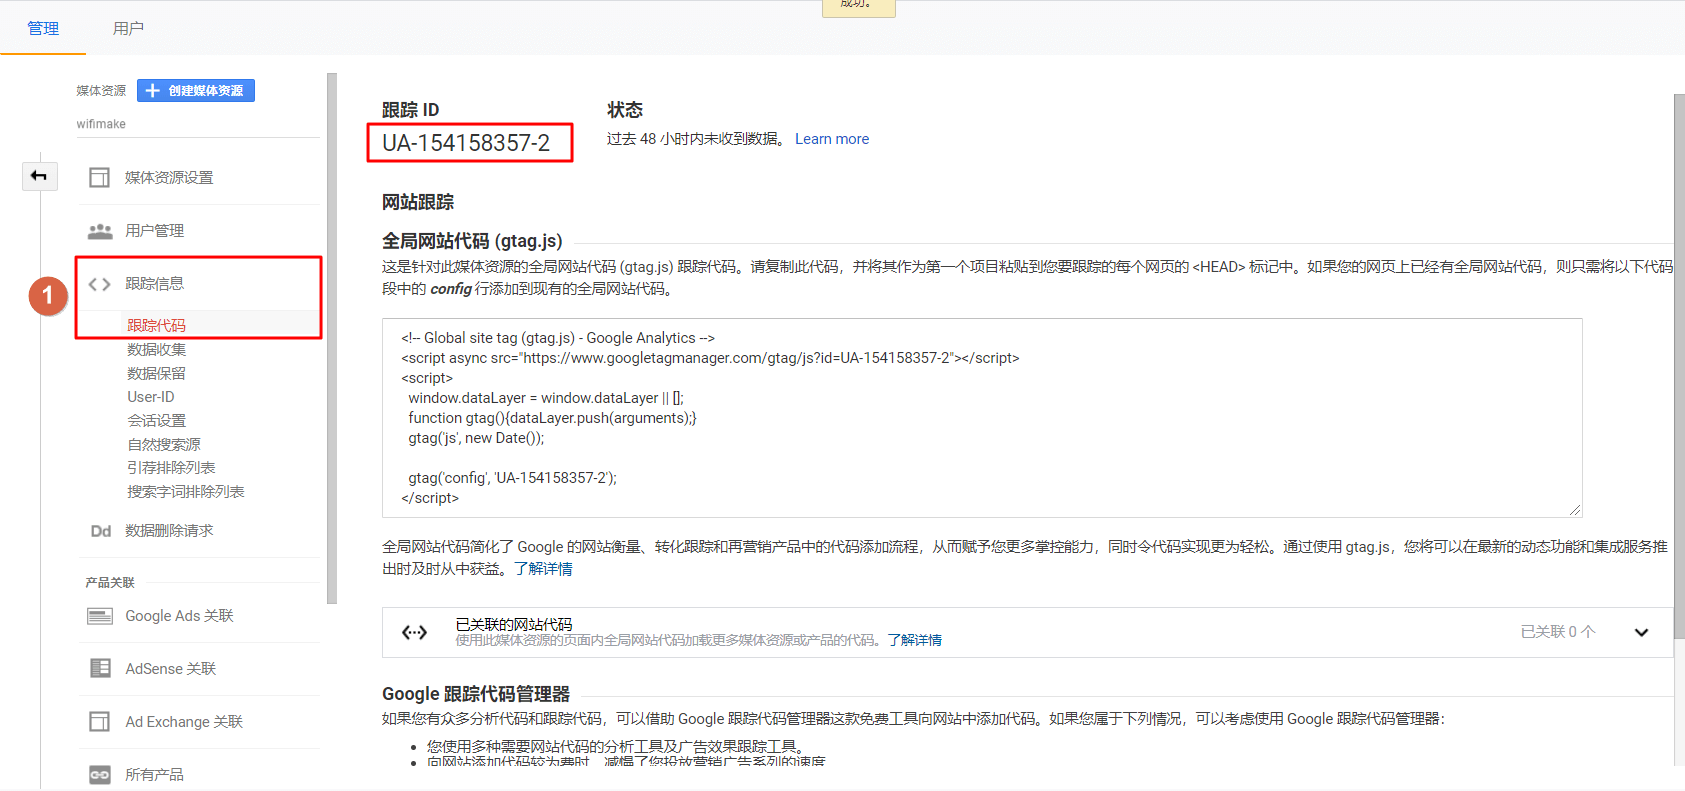 成功。
管理
用户
媒体资源
创建媒体资源
wifimake
媒体资源设置
用户管理
1
跟踪信息
跟踪代码
数据收集
数据保留
User-ID
会话设置
自然搜索源
引荐排除列表
搜索字词排除列表
Dd 数据删除请求
产品关联
Google Ads 关联
AdSense 关联
Ad Exchange 关联
所有产品
跟踪 ID
UA-154158357-2
状态
过去 48 小时内未收到数据。 Learn more
网站跟踪
全局网站代码 (gtag.js)
这是针对此媒体资源的全局网站代码 (gtag.js) 跟踪代码。请复制此代码，并将其作为第一个项目粘贴到您要跟踪的每个网页的 <HEAD> 标记中。如果您的网页上已经有全局网站代码，则只需将以下代码
段中的 config 行添加到现有的全局网站代码。
<!-- Global site tag (gtag.js) - Google Analytics -->
<script async src="https://www.googletagmanager.com/gtag/js?id=UA-154158357-2"></script>
<script>
window.dataLayer = window.dataLayer || [];
function gtag(){dataLayer.push(arguments);}
gtag('js', new Date());
gtag('config', 'UA-154158357-2');
</script>
全局网站代码简化了 Google 的网站衡量、转化跟踪和再营销产品中的代码添加流程，从而赋予您更多掌控能力，同时令代码实现更为轻松。通过使用 gtag.js，您将可以在最新的动态功能和集成服务推
出时及时从中获益。了解详情
已关联的网站代码
使用此媒体资源的页面内全局网站代码加载更多媒体资源或产品的代码。了解详情
已关联 0 个
Google 跟踪代码管理器
如果您有众多分析代码和跟踪代码，可以借助 Google 跟踪代码管理器这款免费工具向网站中添加代码。如果您属于下列情况，可以考虑使用 Google 跟踪代码管理器：
• 您使用多种需要网站代码的分析工具及广告效果跟踪工具。
• 向网站添加代码较为费时，减慢了您投放营销广告系列的速度